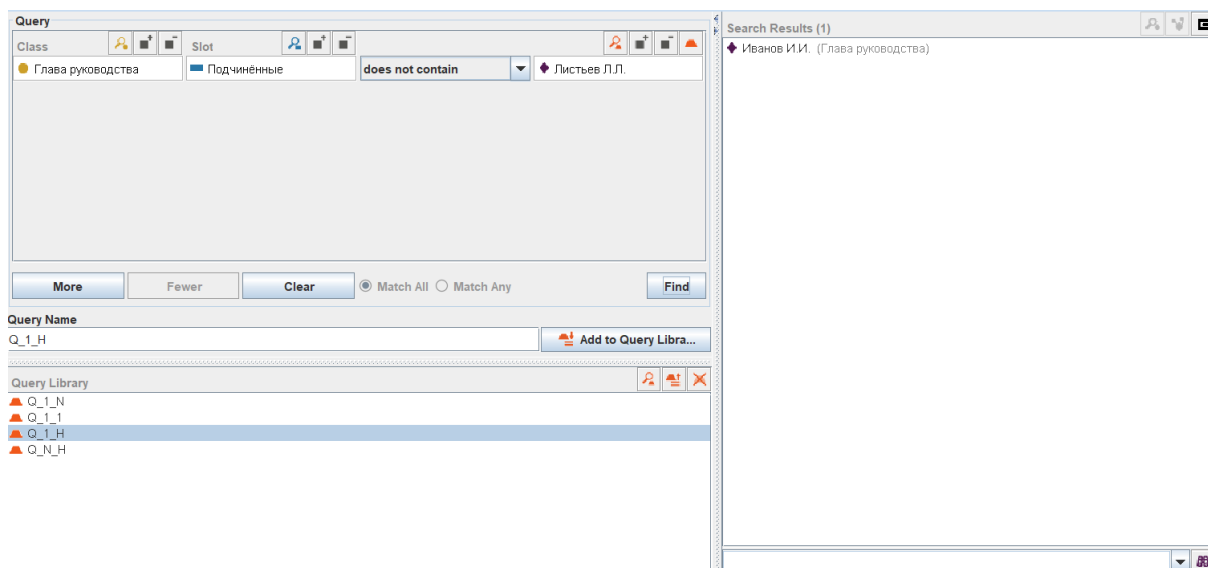 Query
Class
Slot
Глава руководства
Подчинённые
does not contain
Листьев Л.Л.
More
Fewer
Clear
Match All
Match Any
Find
Query Name
Q_1_H
Add to Query Libra...
Query Library
Q_1_N
Q_1_1
Q_1_H
Q_N_H
Search Results (1)
Иванов И.И. (Глава руководства)